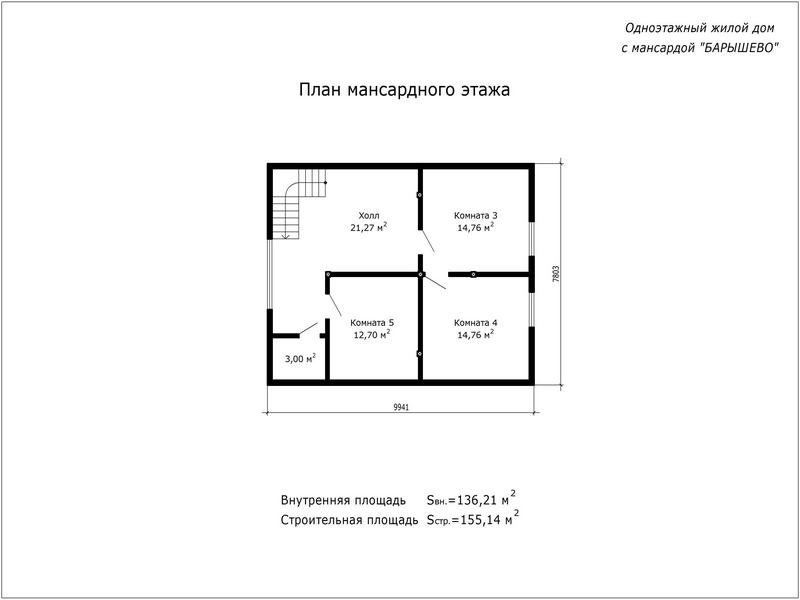 Одноэтажный жилой дом
с мансардой "БАРЫШЕВО"
План мансардного этажа
Холл
21,27 м²
Комната 3
14,76 м²
7803
Комната 5
12,70 м²
Комната 4
14,76 м²
3,00 м²
9941
Внутренняя площадь Sвн.=136,21 м²
Строительная площадь Sстр.=155,14 м²